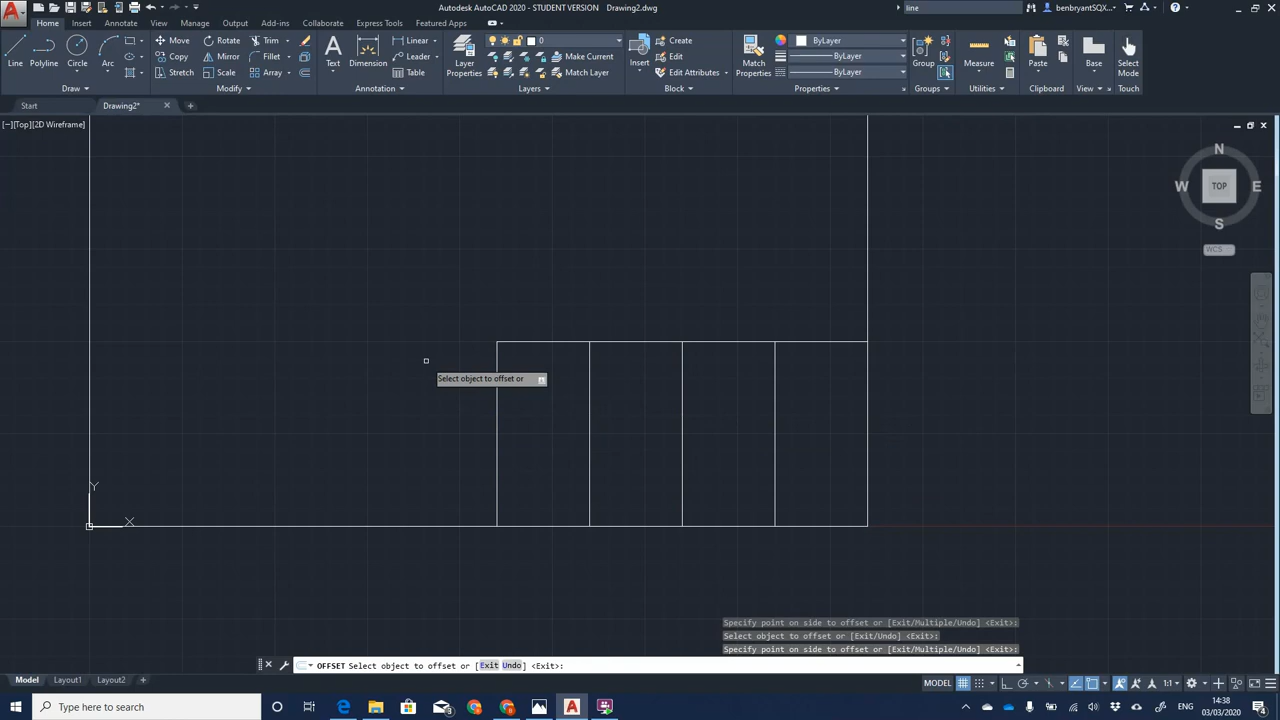 Autodesk AutoCAD 2020 - STUDENT VERSION Drawing2.dwg
line
benbryantSQX...
Home Insert Annotate View Manage Output Add-ins Collaborate Express Tools Featured Apps
Line Polyline Circle Arc
Move Rotate Trim
Copy Mirror Fillet
Stretch Scale Array
Text Dimension
Linear
Leader
Table
Layer Properties
0
Make Current
Match Layer
Insert
Create
Edit
Edit Attributes
Match Properties
ByLayer
ByLayer
ByLayer
Group
Measure
Paste
Base
Select Mode
Draw Modify Annotation Layers Block Properties Groups Utilities Clipboard View Touch
Start Drawing2*
[−][Top][2D Wireframe]
N
W TOP E
S
WCS
Select object to offset or
Y
X
Specify point on side to offset or [Exit/Multiple/Undo] <Exit>:
Select object to offset or [Exit/Undo] <Exit>:
Specify point on side to offset or [Exit/Multiple/Undo] <Exit>:
OFFSET Select object to offset or [Exit Undo] <Exit>:
Model Layout1 Layout2
MODEL 1:1
Type here to search
14:38
03/03/2020